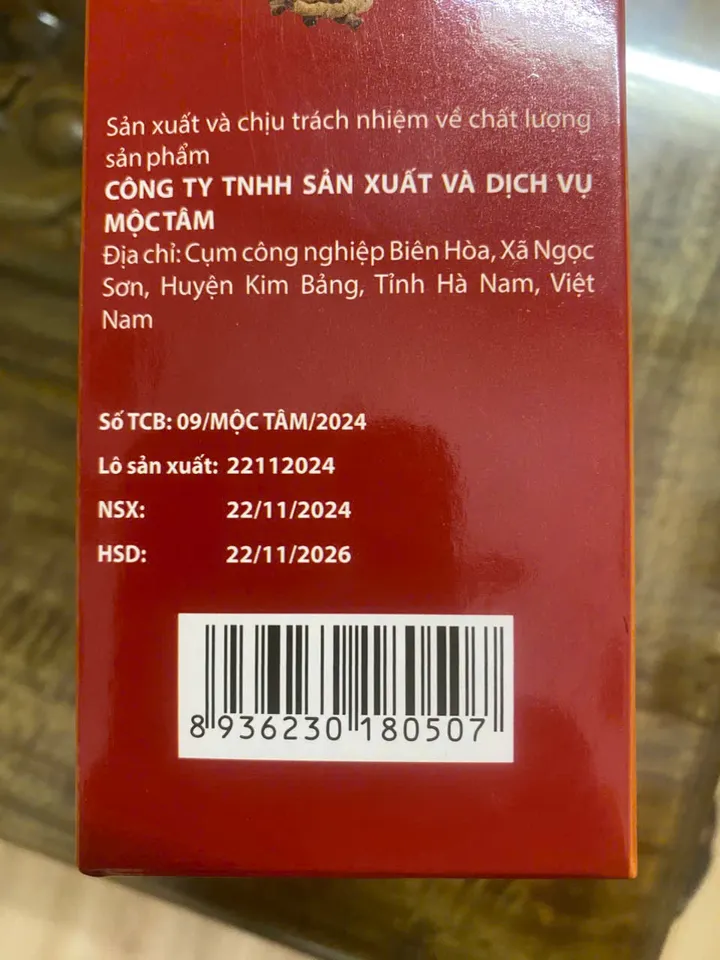 Sản xuất và chịu trách nhiệm về chất lượng
sản phẩm
CÔNG TY TNHH SẢN XUẤT VÀ DỊCH VỤ
MỘC TÂM
Địa chỉ: Cụm công nghiệp Biên Hòa, Xã Ngọc
Sơn, Huyện Kim Bảng, Tỉnh Hà Nam, Việt
Nam
Số TCB: 09/MỘC TÂM/2024
Lô sản xuất: 22112024
NSX: 22/11/2024
HSD: 22/11/2026
8 936230 180507